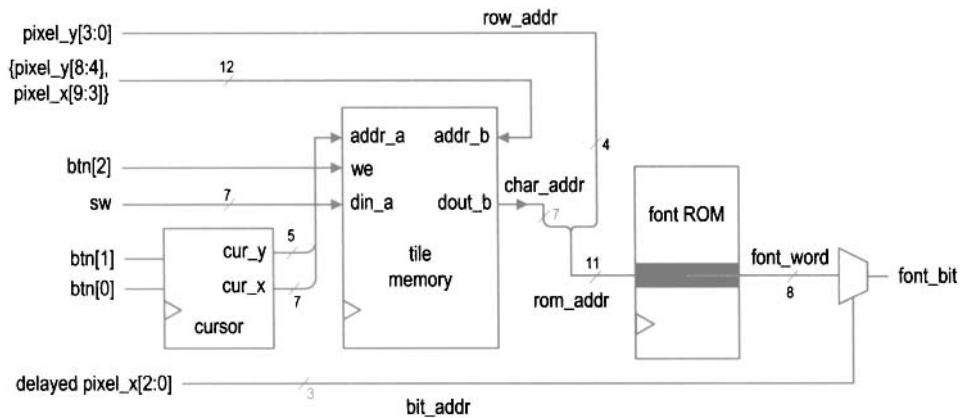 row_addr
pixel_y[3:0]
{pixel_y[8:4],
pixel_x[9:3]}
12
addr_a
addr_b
4
btn[2]
we
char_addr
sw
7
din_a
dout_b
7
font ROM
btn[1]
cur_y
5
tile
memory
btn[0]
cur_x
7
11
font_word
font_bit
rom_addr
8
cursor
delayed pixel_x[2:0]
3
bit_addr